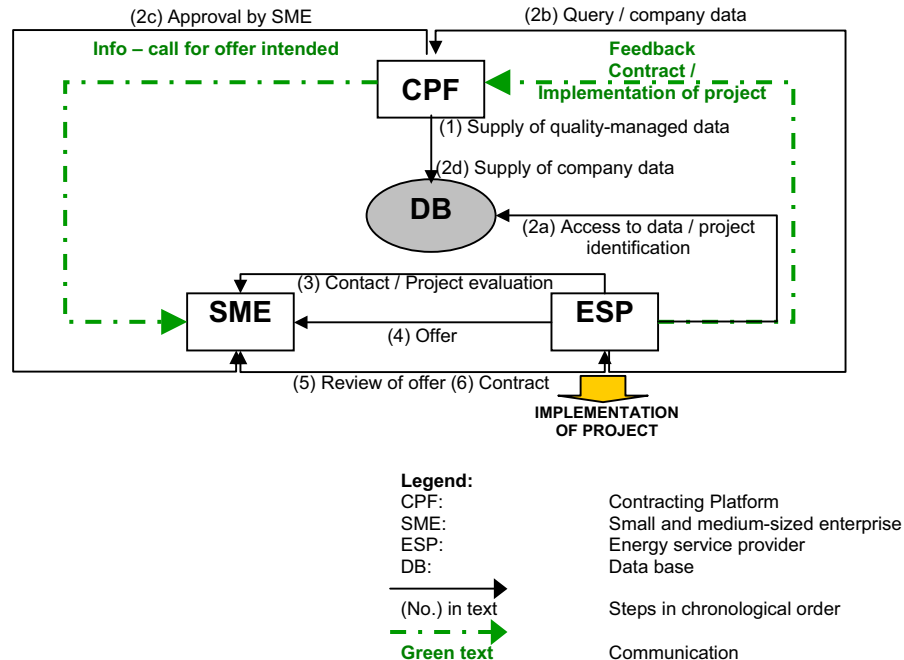 (2c) Approval by SME
(2b) Query / company data
Info – call for offer intended
Feedback
Contract /
Implementation of project
CPF
(1) Supply of quality-managed data
(2d) Supply of company data
DB
(2a) Access to data / project
identification
(3) Contact / Project evaluation
SME
ESP
(4) Offer
(5) Review of offer (6) Contract
IMPLEMENTATION
OF PROJECT
Legend:
CPF: Contracting Platform
SME: Small and medium-sized enterprise
ESP: Energy service provider
DB: Data base
(No.) in text Steps in chronological order
Green text Communication